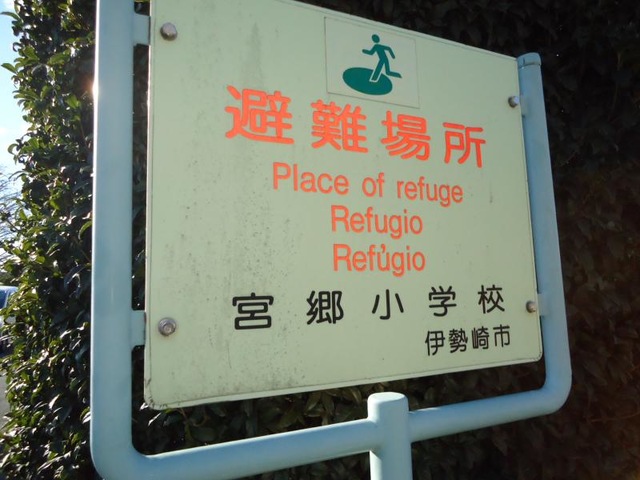 避難場所
Place of refuge
Refugio
Refúgio
宮郷小学校
伊勢崎市